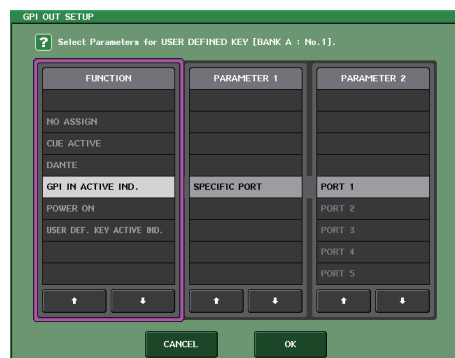 GPI OUT SETUP
? Select Parameters for USER DEFINED KEY [BANK A : No.1].
FUNCTION
PARAMETER 1
PARAMETER 2
NO ASSIGN
CUE ACTIVE
DANTE
GPI IN ACTIVE IND.
SPECIFIC PORT
PORT 1
POWER ON
PORT 2
USER DEF. KEY ACTIVE IND.
PORT 3
PORT 4
PORT 5
CANCEL
OK